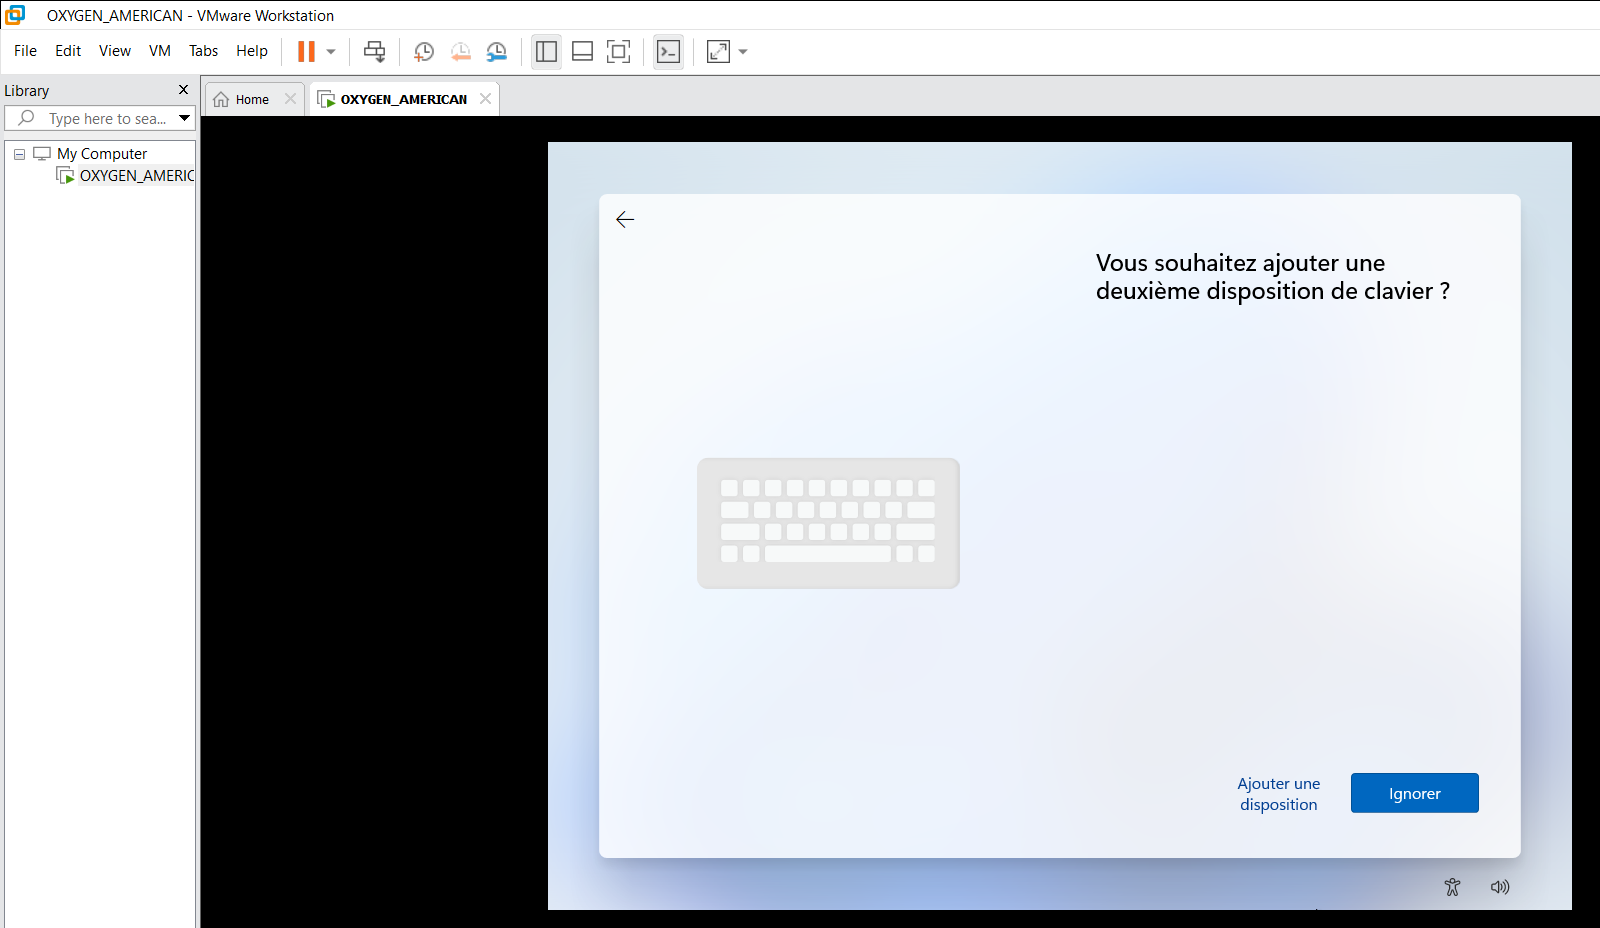 OXYGEN_AMERICAN - VMware Workstation
File Edit View VM Tabs Help
Library
Home
OXYGEN_AMERICAN
Type here to sea...
My Computer
OXYGEN_AMERIC
Vous souhaitez ajouter une
deuxième disposition de clavier ?
Ajouter une
disposition
Ignorer